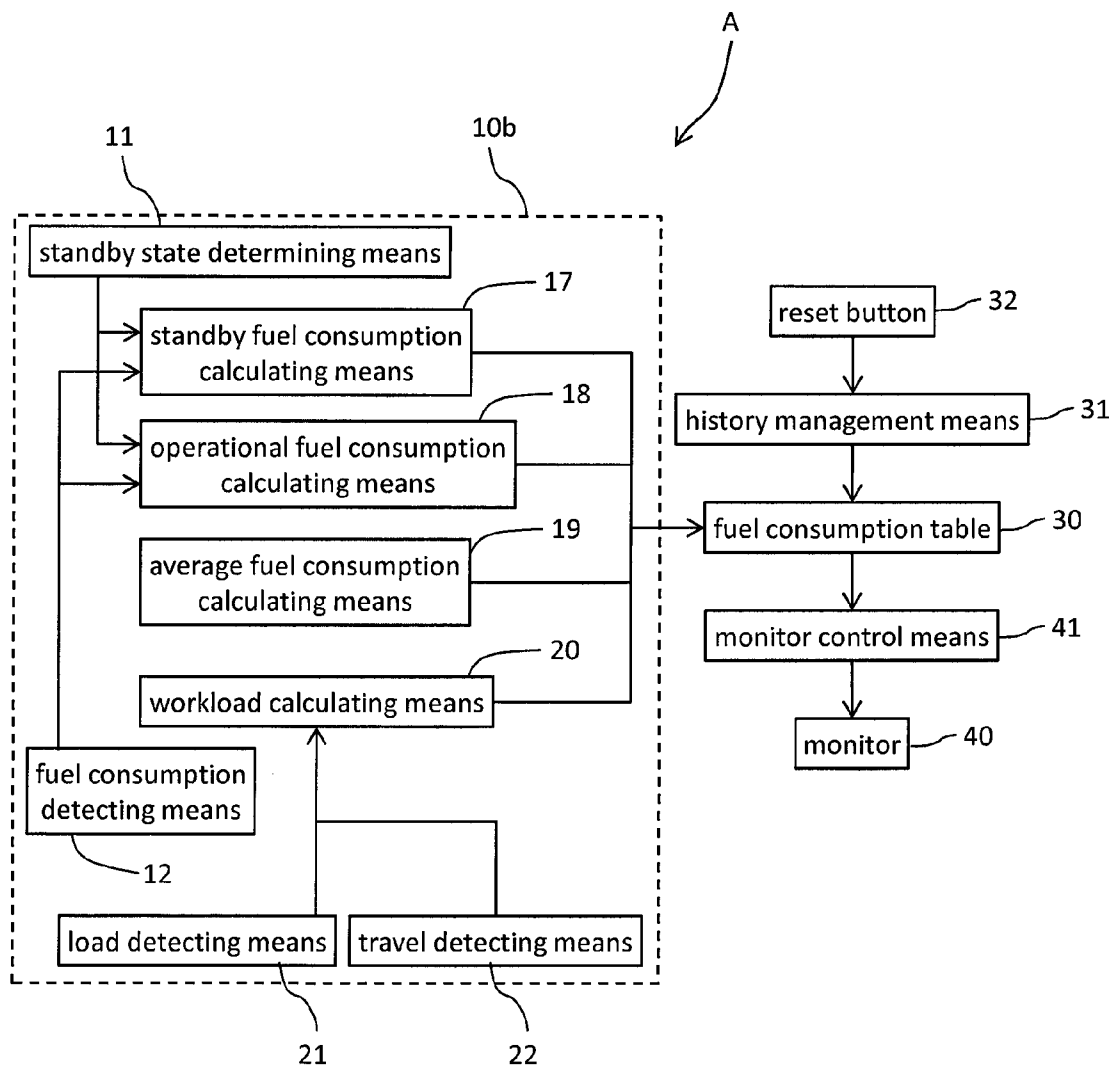 A
11
10b
standby state determining means
17
standby fuel consumption
calculating means
32
reset button
18
operational fuel consumption
calculating means
history management means
31
19
average fuel consumption
calculating means
fuel consumption table
30
20
workload calculating means
monitor control means
41
monitor
40
fuel consumption
detecting means
12
load detecting means
travel detecting means
21
22